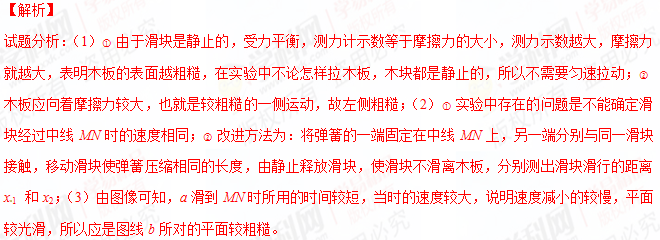 【解析】
试题分析:(1)①由于滑块是静止的,受力平衡,测力计示数等于摩擦力的大小,测力示数越大,摩擦力
就越大,表明木板的表面越粗糙,在实验中不论怎样拉木板,木块都是静止的,所以不需要匀速拉动;②
木板应向着摩擦力较大,也就是较粗糙的一侧运动,故左侧粗糙;(2)①实验中存在的问题是不能确定滑
块经过中线 MN 时的速度相同;②改进方法为:将弹簧的一端固定在中线 MN 上,另一端分别与同一滑块
接触,移动滑块使弹簧压缩相同的长度,由静止释放滑块,使滑块不滑离木板,分别测出滑块滑行的距离
x₁ 和 x₂;(3)由图像可知,a 滑到 MN 时所用的时间较短,当时的速度较大,说明速度减小的较慢,平面
较光滑,所以应是图线 b 所对的平面较粗糙。